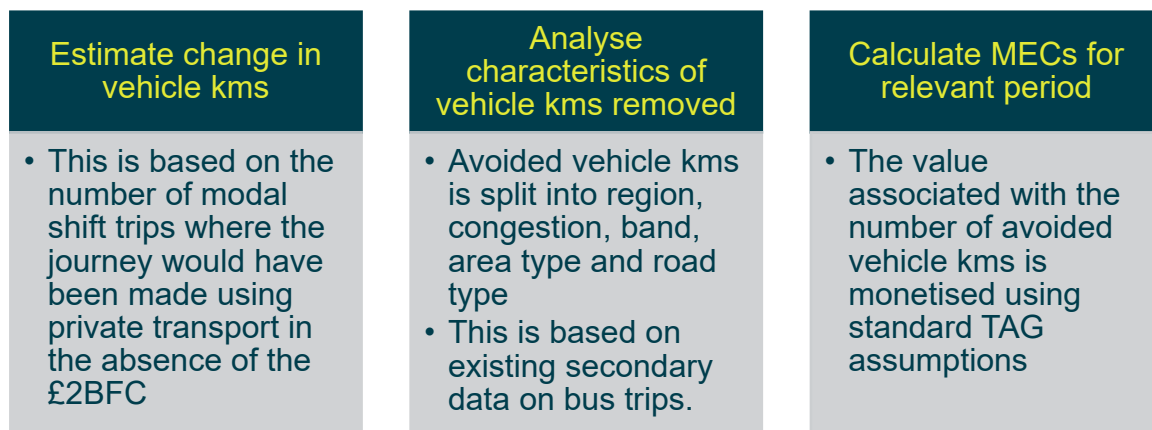 Estimate change in
vehicle kms
• This is based on the
number of modal
shift trips where the
journey would have
been made using
private transport in
the absence of the
£2BFC
Analyse
characteristics of
vehicle kms removed
• Avoided vehicle kms
is split into region,
congestion, band,
area type and road
type
• This is based on
existing secondary
data on bus trips.
Calculate MECs for
relevant period
• The value
associated with the
number of avoided
vehicle kms is
monetised using
standard TAG
assumptions